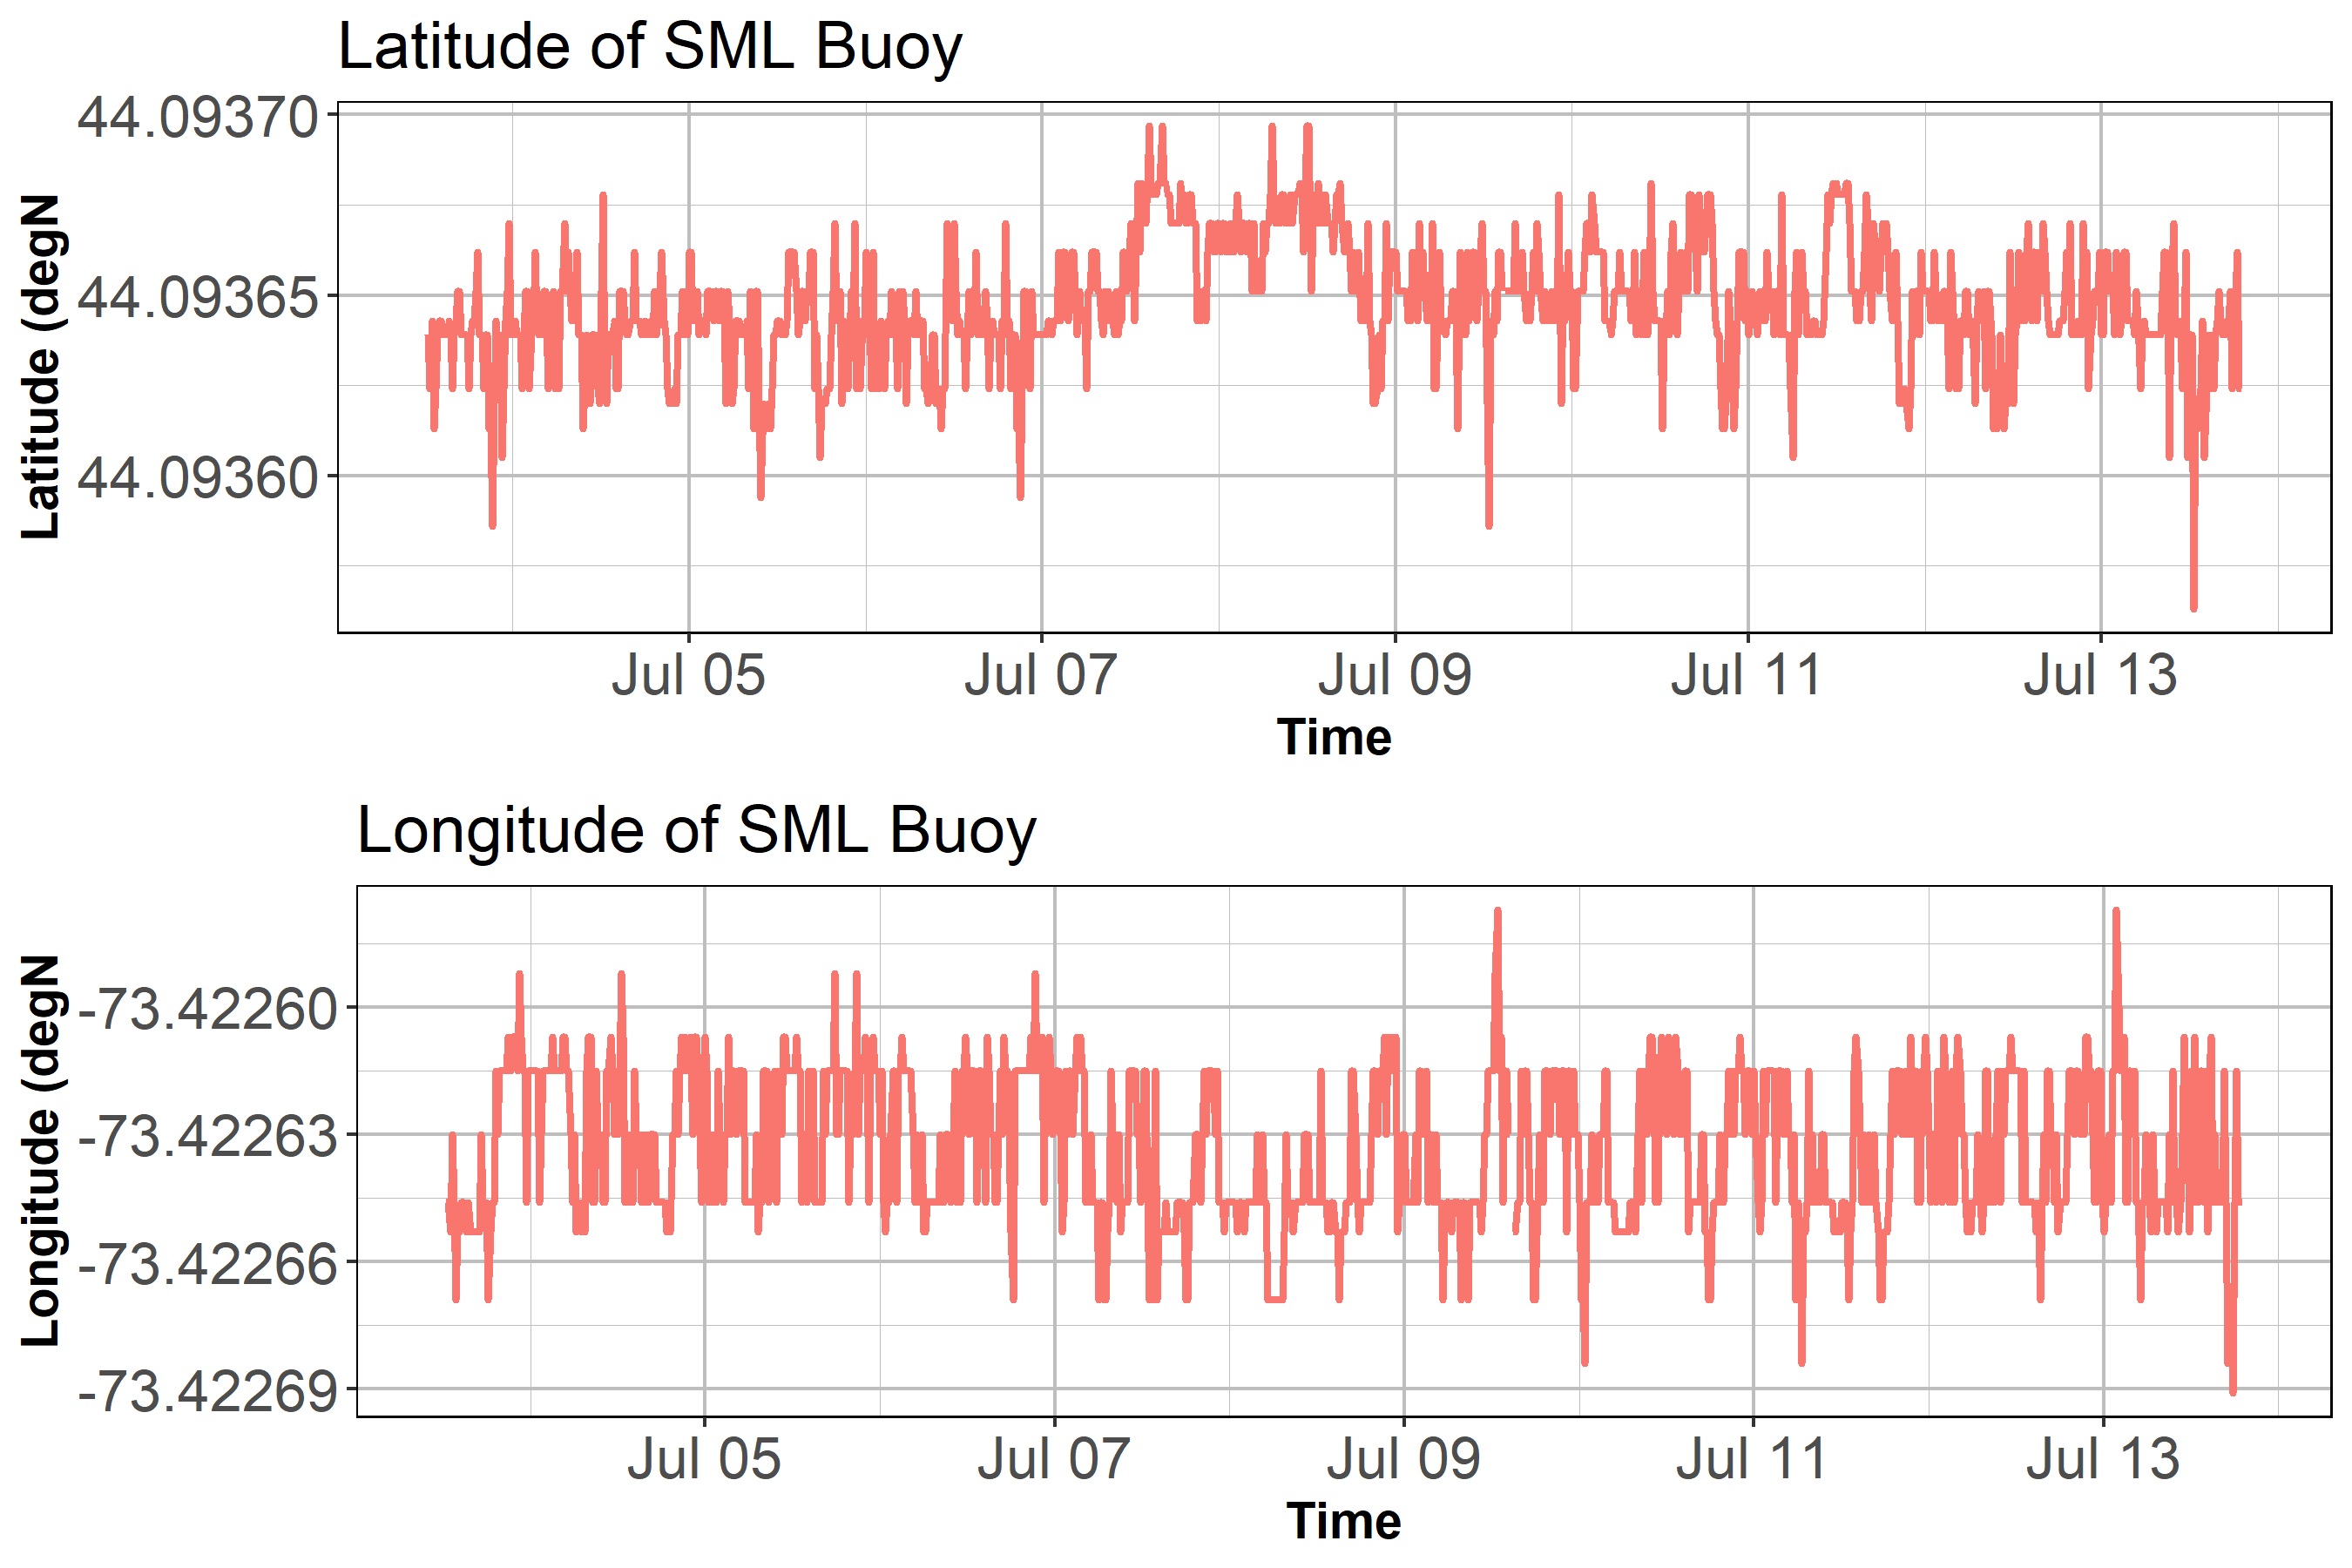 Latitude of SML Buoy
44.09370
44.09365
44.09360
Latitude (degN
Jul 05 Jul 07 Jul 09 Jul 11 Jul 13
Time
Longitude of SML Buoy
-73.42260
-73.42263
-73.42266
-73.42269
Longitude (degN
Jul 05 Jul 07 Jul 09 Jul 11 Jul 13
Time